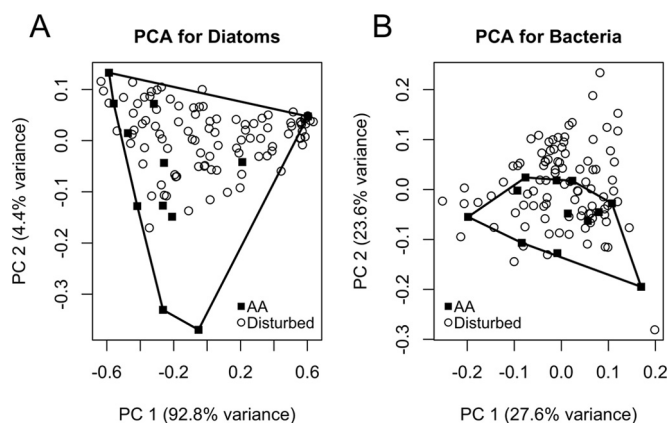 A
PCA for Diatoms
PC 2 (4.4% variance)
0.1
0.0
-0.1
-0.2
-0.3
AA
Disturbed
-0.6
-0.2
0.2
0.6
PC 1 (92.8% variance)
B
PCA for Bacteria
PC 2 (23.6% variance)
0.2
0.1
0.0
-0.1
-0.2
-0.3
AA
Disturbed
-0.2
-0.1
0.0
0.1
0.2
PC 1 (27.6% variance)